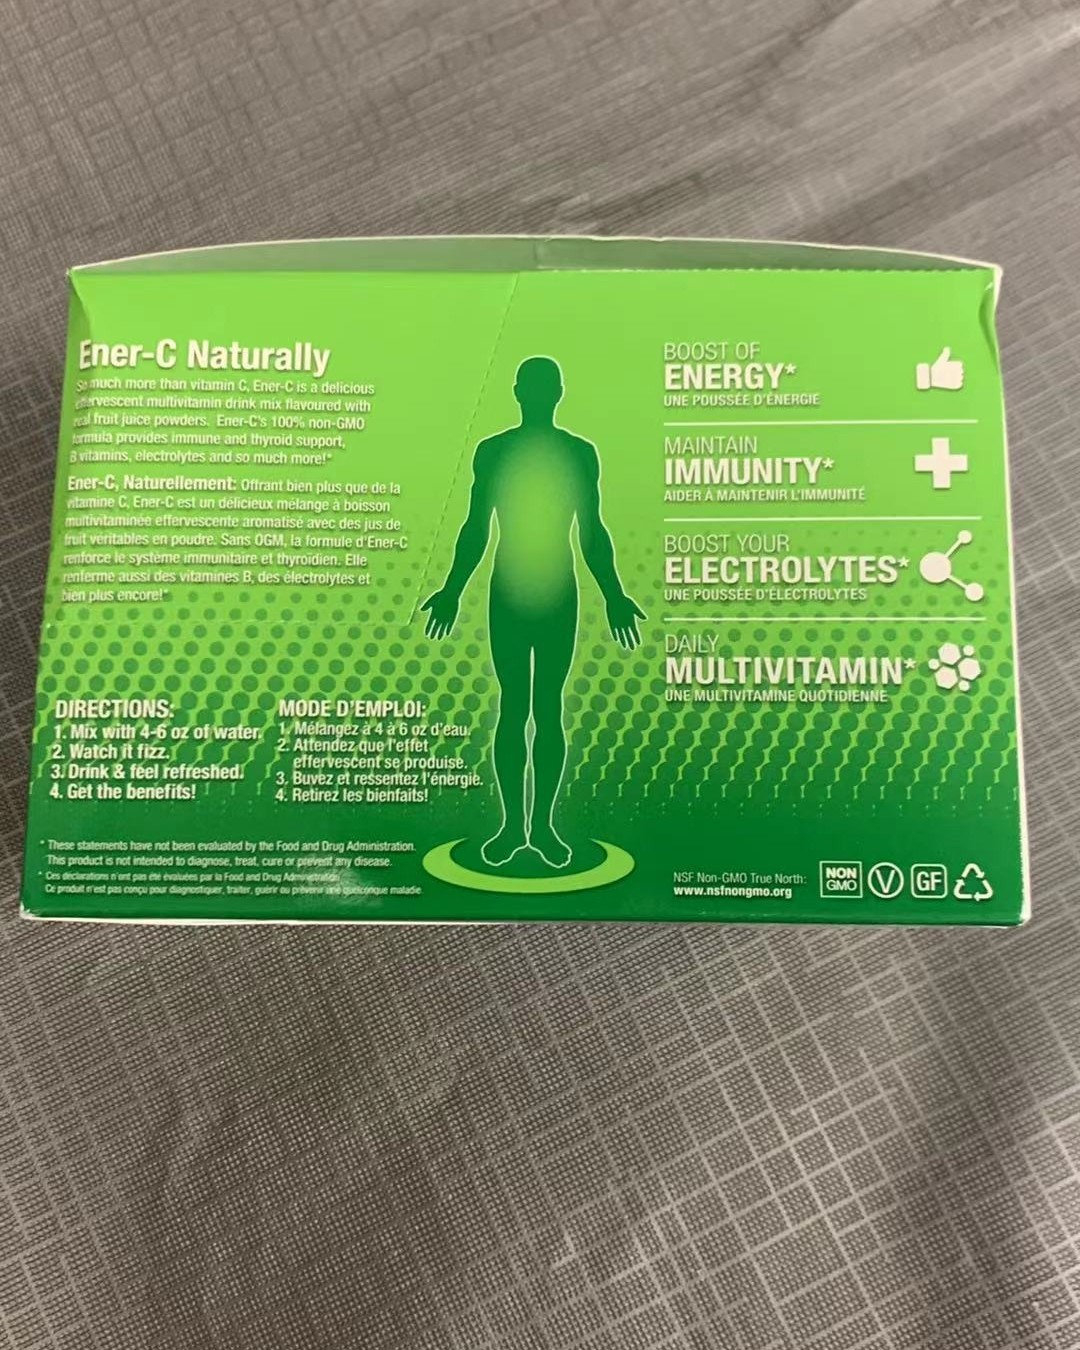 Ener-C Naturally
So much more than vitamin C, Ener-C is a delicious
effervescent multivitamin drink mix flavoured with
real fruit juice powders. Ener-C's 100% non-GMO
formula provides immune and thyroid support,
B vitamins, electrolytes and so much more!*
Ener-C, Naturellement: Offrant bien plus que de la
vitamine C, Ener-C est un délicieux mélange à boisson
multivitaminée effervescente aromatisé avec des jus de
fruit véritables en poudre. Sans OGM, la formule d'Ener-C
renforce le système immunitaire et thyroïdien. Elle
renferme aussi des vitamines B, des électrolytes et
bien plus encore!*
DIRECTIONS:
1. Mix with 4-6 oz of water.
2. Watch it fizz.
3. Drink & feel refreshed.
4. Get the benefits!
MODE D'EMPLOI:
1. Mélangez à 4 à 6 oz d'eau.
2. Attendez que l'effet
effervescent se produise.
3. Buvez et ressentez l'énergie.
4. Retirez les bienfaits!
* These statements have not been evaluated by the Food and Drug Administration.
This product is not intended to diagnose, treat, cure or prevent any disease.
* Ces déclarations n'ont pas été évaluées par la Food and Drug Administration
Ce produit n'est pas conçu pour diagnostiquer, traiter, guérir ou prévenir une quelconque maladie.
BOOST OF
ENERGY*
UNE POUSSÉE D'ÉNERGIE
MAINTAIN
IMMUNITY*
AIDER À MAINTENIR L'IMMUNITÉ
BOOST YOUR
ELECTROLYTES*
UNE POUSSÉE D'ÉLECTROLYTES
DAILY
MULTIVITAMIN*
UNE MULTIVITAMINE QUOTIDIENNE
NSF Non-GMO True North:
www.nsfnongmo.org
NON
GMO
V
GF